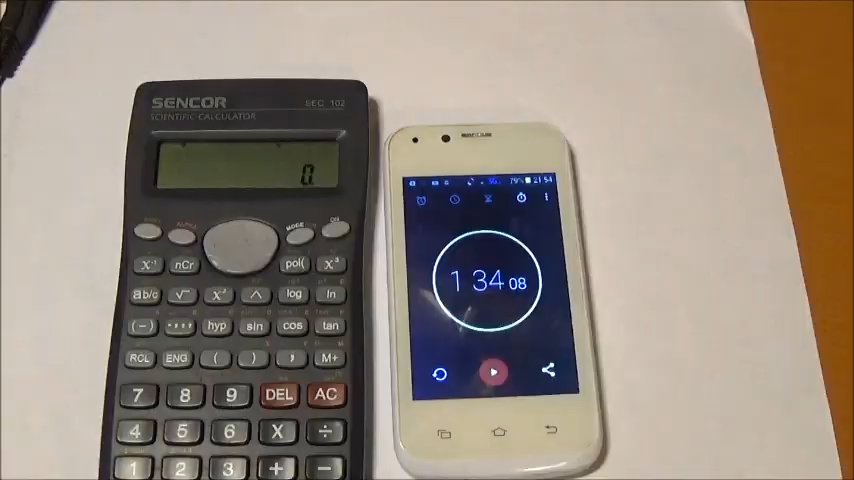 SENCOR
SEC 102
SCIENTIFIC CALCULATOR
0.
ALPHA
MODE
ON
x⁻¹ nCr Pol( x³
ab/c √ x² ^ log ln
(−) °,,, hyp sin cos tan
RCL ENG ( ) , M+
7 8 9 DEL AC
4 5 6 X ÷
1 2 3 + −
3G 79% 21:54
1 34 08